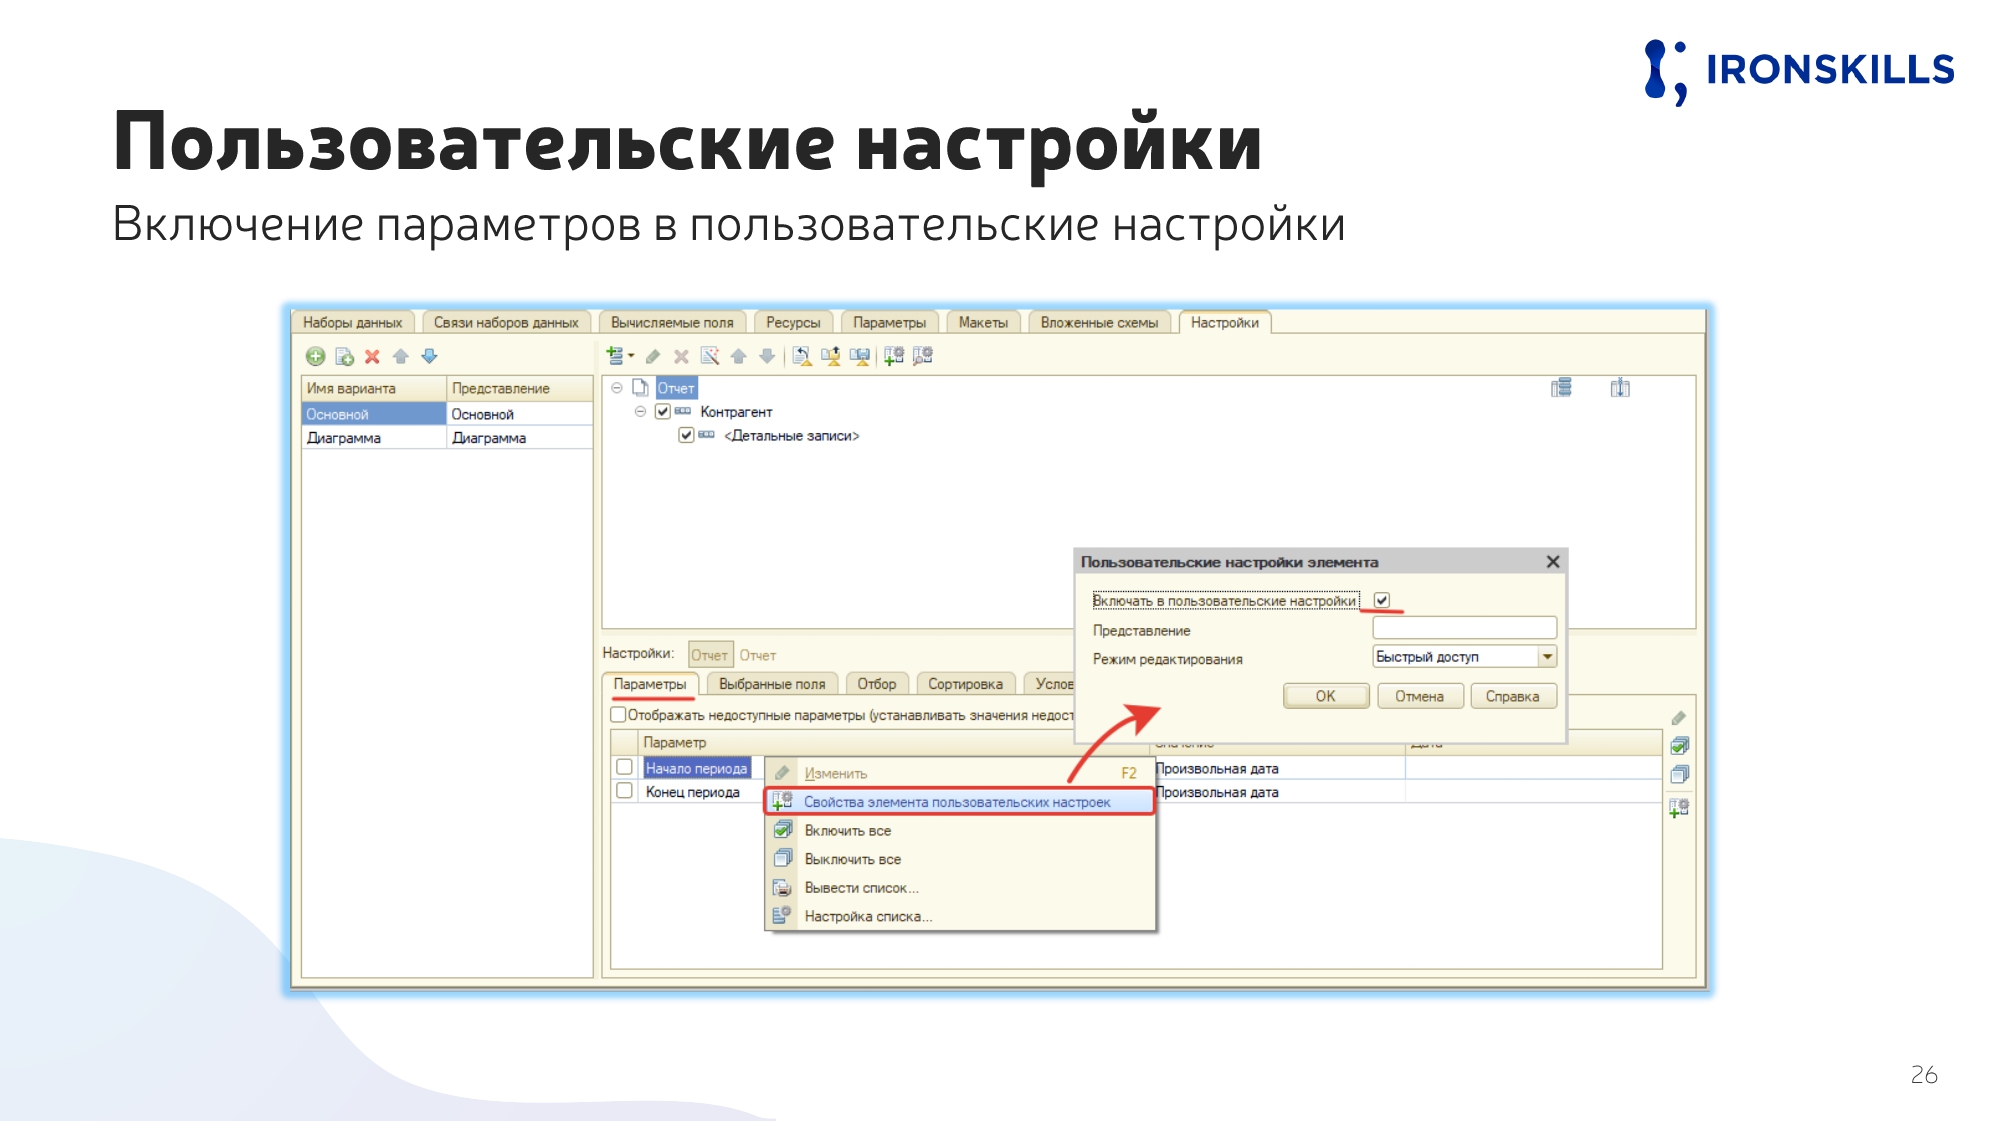 IRONSKILLS
Пользовательские настройки
Включение параметров в пользовательские настройки
Наборы данных Связи наборов данных Вычисляемые поля Ресурсы Параметры Макеты Вложенные схемы Настройки
Имя варианта Представление
Основной Основной
Диаграмма Диаграмма
Отчет
Контрагент
<Детальные записи>
Пользовательские настройки элемента
Включать в пользовательские настройки
Представление
Режим редактирования Быстрый доступ
OK Отмена Справка
Настройки: Отчет Отчет
Параметры Выбранные поля Отбор Сортировка Услов
Отображать недоступные параметры (устанавливать значения недост
Параметр
Начало периода Произвольная дата
Конец периода Произвольная дата
Изменить F2
Свойства элемента пользовательских настроек
Включить все
Выключить все
Вывести список...
Настройка списка...
26